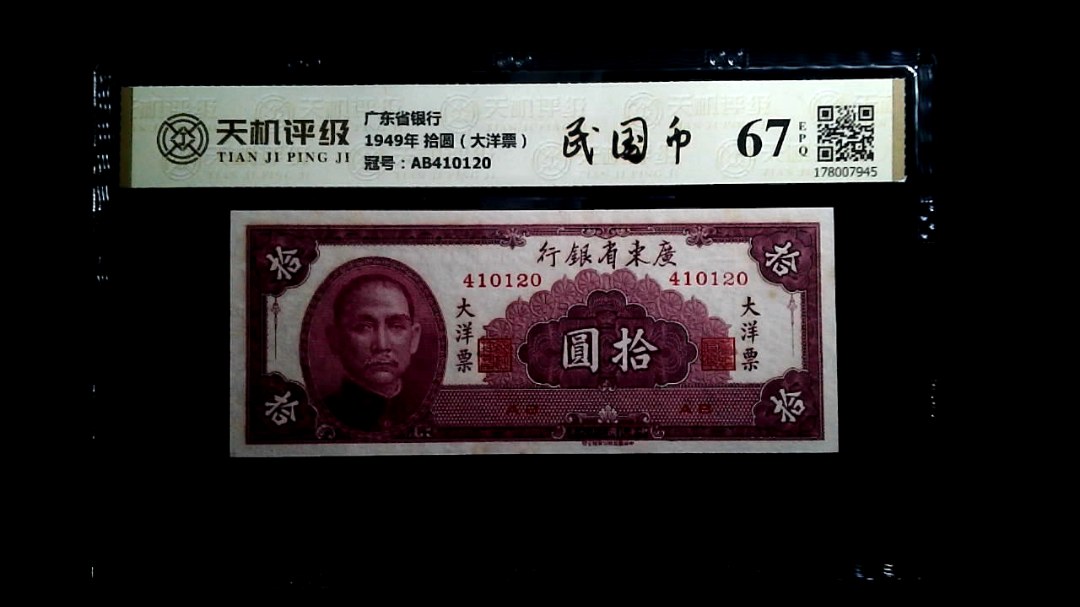 天机评级
TIAN JI PING JI
广东省银行
1949年 拾圆（大洋票）
冠号：AB410120
民国币
67
EPQ
178007945
拾
拾
行銀省東廣
410120
410120
大洋票
圓拾
大洋票
拾
拾
AB
AB